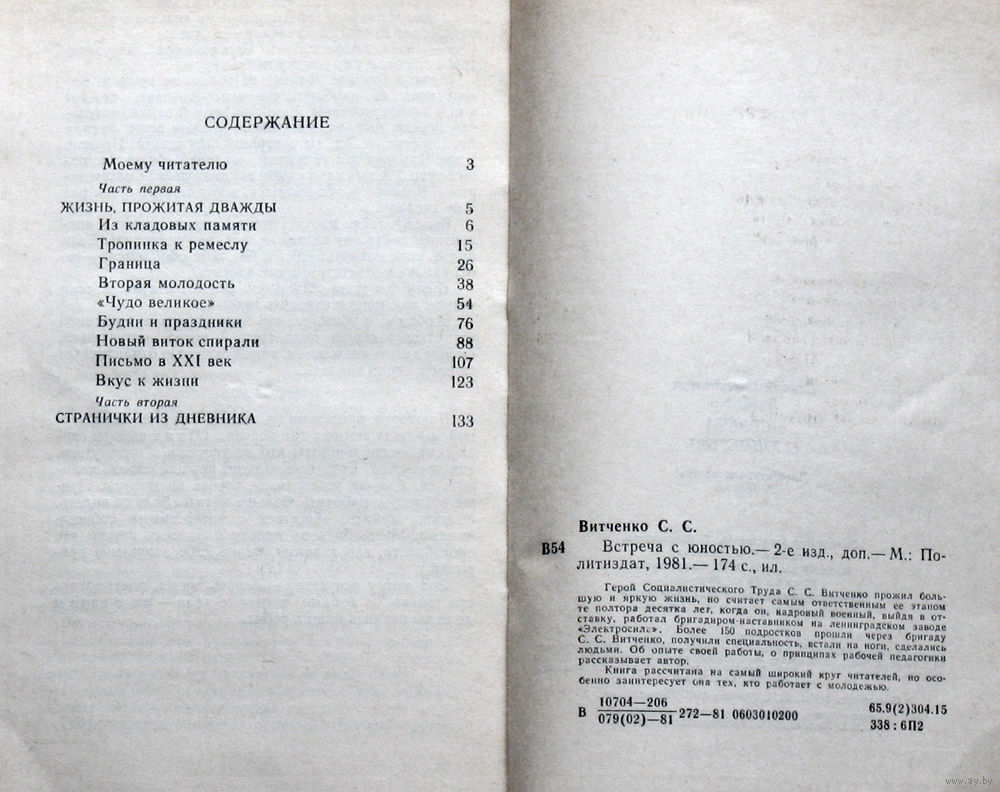 СОДЕРЖАНИЕ
Моему читателю 3
Часть первая
ЖИЗНЬ, ПРОЖИТАЯ ДВАЖДЫ 5
Из кладовых памяти 6
Тропинка к ремеслу 15
Граница 26
Вторая молодость 38
«Чудо великое» 54
Будни и праздники 76
Новый виток спирали 88
Письмо в XXI век 107
Вкус к жизни 123
Часть вторая
СТРАНИЧКИ ИЗ ДНЕВНИКА 133
Витченко С. С.
В54 Встреча с юностью.— 2-е изд., доп.— М.: По-
литиздат, 1981.— 174 с., ил.
Герой Социалистического Труда С. С. Витченко прожил боль-
шую и яркую жизнь, но считает самым ответственным ее этапом
те полтора десятка лет, когда он, кадровый военный, выйдя в от-
ставку, работал бригадиром-наставником на ленинградском заводе
«Электросила». Более 150 подростков прошли через бригаду
С. С. Витченко, получили специальность, встали на ноги, сделались
людьми. Об опыте своей работы, о принципах рабочей педагогики
рассказывает автор.
Книга рассчитана на самый широкий круг читателей, но осо-
бенно заинтересует она тех, кто работает с молодежью.
В 10704—206
079(02)—81 272—81 0603010200
65.9(2)304.15
338 : 6П2
www.ay.by